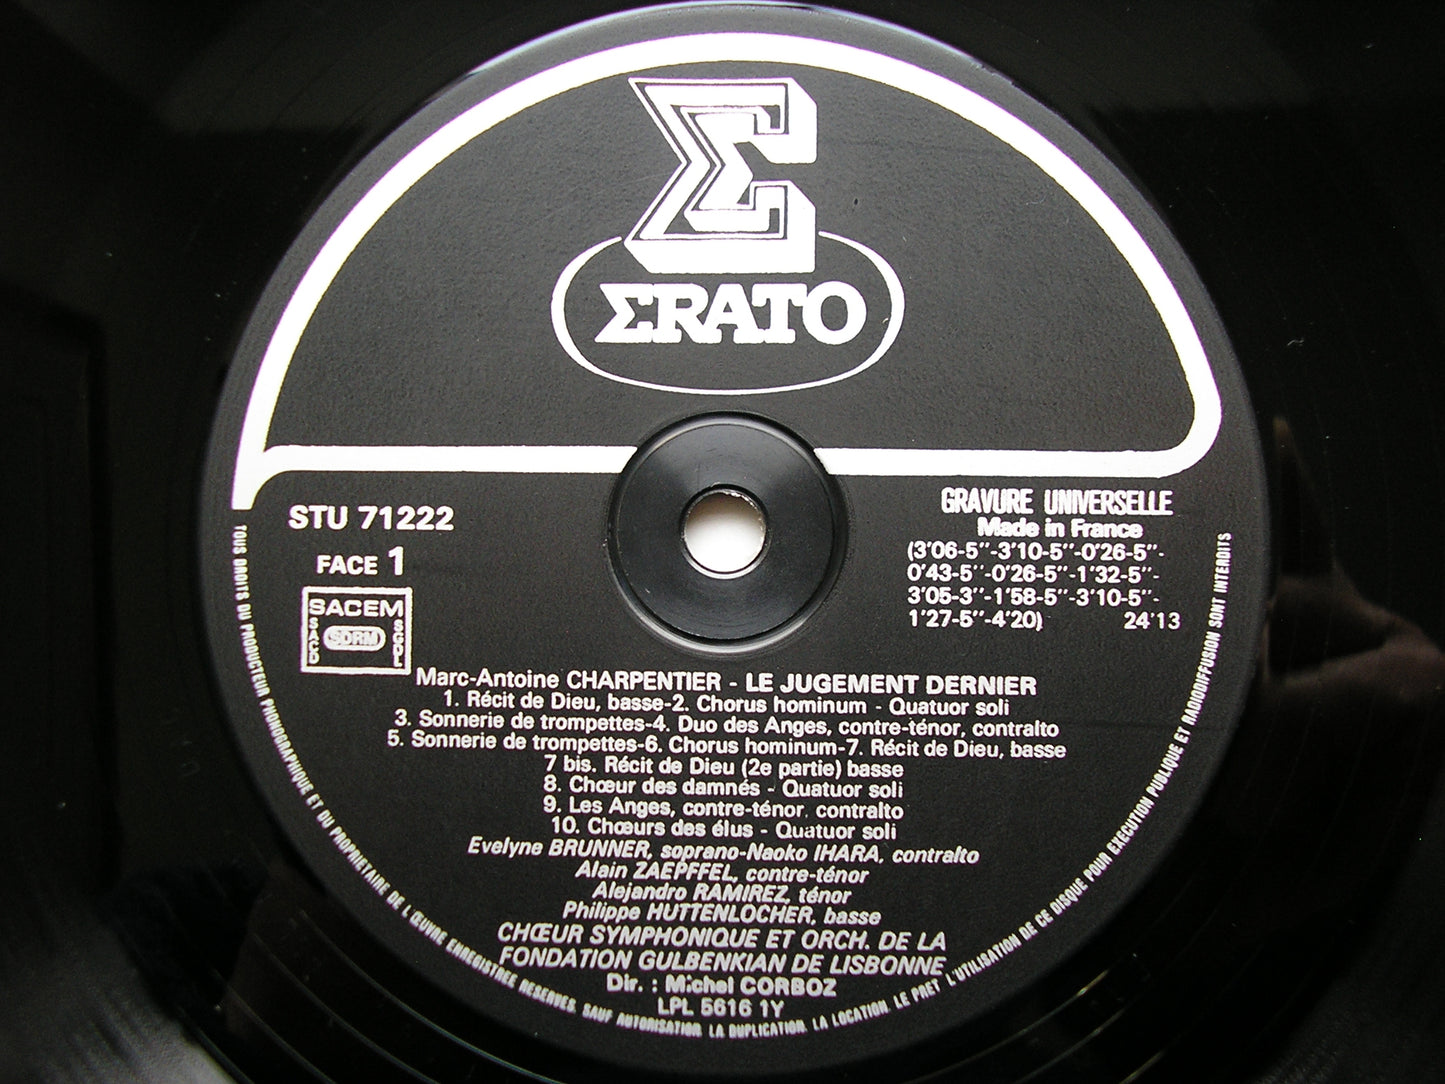 Σ
ΣRATO
STU 71222
FACE 1
SACEM
SACD
SDRM
SGDL
GRAVURE UNIVERSELLE
Made in France
(3'06-5"-3'10-5"-0'26-5"-
0'43-5"-0'26-5"-1'32-5"-
3'05-3"-1'58-5"-3'10-5"-
1'27-5"-4'20) 24'13
Marc-Antoine CHARPENTIER - LE JUGEMENT DERNIER
1. Récit de Dieu, basse-2. Chorus hominum - Quatuor soli
3. Sonnerie de trompettes-4. Duo des Anges, contre-ténor, contralto
5. Sonnerie de trompettes-6. Chorus hominum-7. Récit de Dieu, basse
7 bis. Récit de Dieu (2e partie) basse
8. Chœur des damnés - Quatuor soli
9. Les Anges, contre-ténor, contralto
10. Chœurs des élus - Quatuor soli
Evelyne BRUNNER, soprano-Naoko IHARA, contralto
Alain ZAEPFFEL, contre-ténor
Alejandro RAMIREZ, ténor
Philippe HUTTENLOCHER, basse
CHŒUR SYMPHONIQUE ET ORCH. DE LA
FONDATION GULBENKIAN DE LISBONNE
Dir. : Michel CORBOZ
LPL 5616 1Y
TOUS DROITS DU PRODUCTEUR PHONOGRAPHIQUE ET DU PROPRIETAIRE DE L'ŒUVRE ENREGISTREE RESERVES. SAUF AUTORISATION, LA DUPLICATION, LA LOCATION, LE PRET L'UTILISATION DE CE DISQUE POUR EXECUTION PUBLIQUE ET RADIODIFFUSION SONT INTERDITS